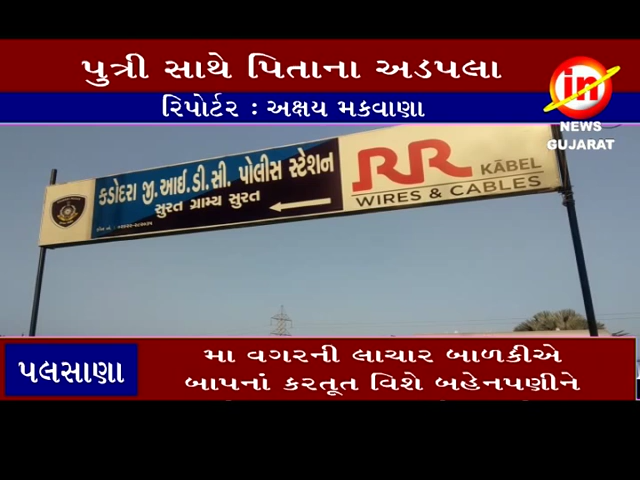 પુત્રી સાથે પિતાના અડપલા
રિપોર્ટર : અક્ષય મકવાણા
in
NEWS
GUJARAT
કડોદરા જી.આઈ.ડી.સી. પોલીસ સ્ટેશન
સુરત ગ્રામ્ય સુરત
RR KĀBEL
WIRES & CABLES
પલસાણા
મા વગરની લાચાર બાળકીએ
બાપનાં કરતૂત વિશે બહેનપણીને